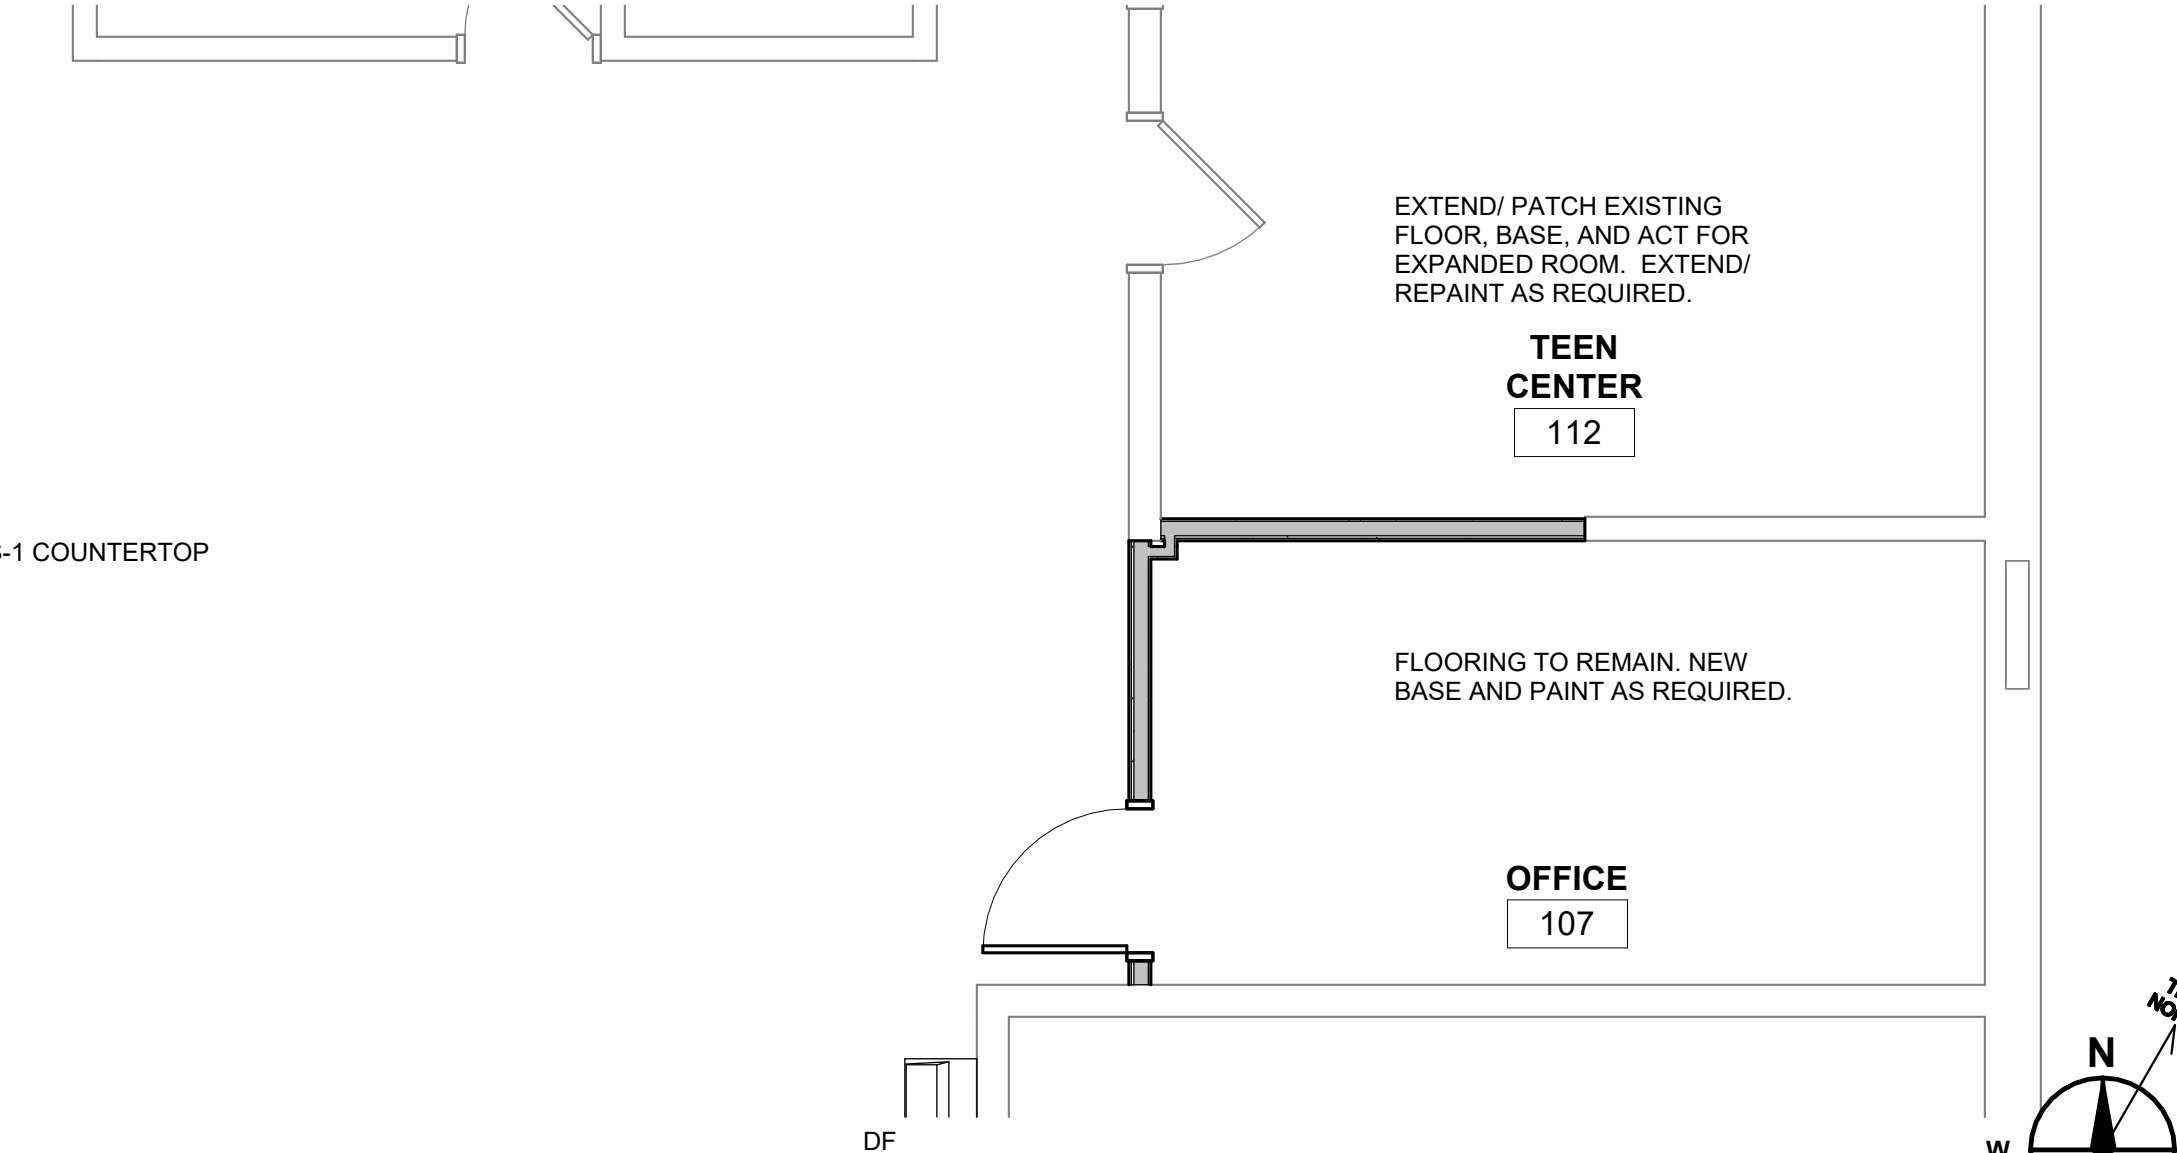 EXTEND/ PATCH EXISTING
FLOOR, BASE, AND ACT FOR
EXPANDED ROOM.  EXTEND/
REPAINT AS REQUIRED.
TEEN
CENTER
112
-1 COUNTERTOP
FLOORING TO REMAIN. NEW
BASE AND PAINT AS REQUIRED.
OFFICE
107
N
W
DF